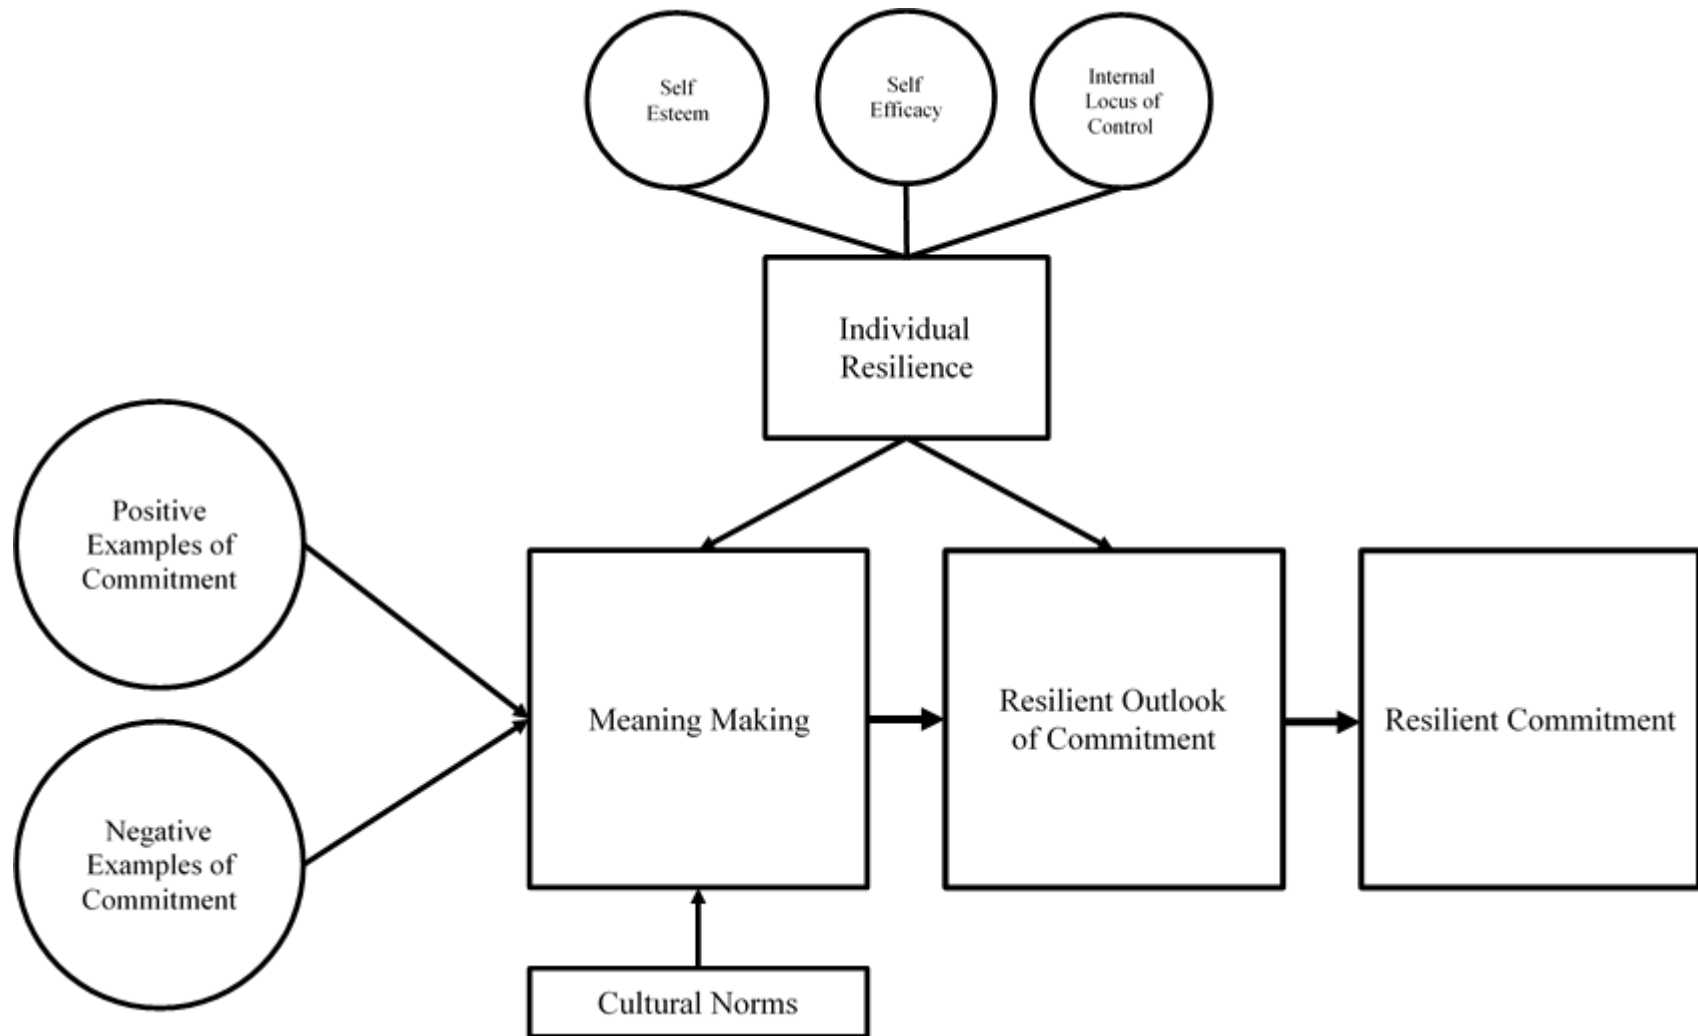 Self
Esteem
Self
Efficacy
Internal
Locus of
Control
Individual
Resilience
Positive
Examples of
Commitment
Negative
Examples of
Commitment
Meaning Making
Resilient Outlook
of Commitment
Resilient Commitment
Cultural Norms